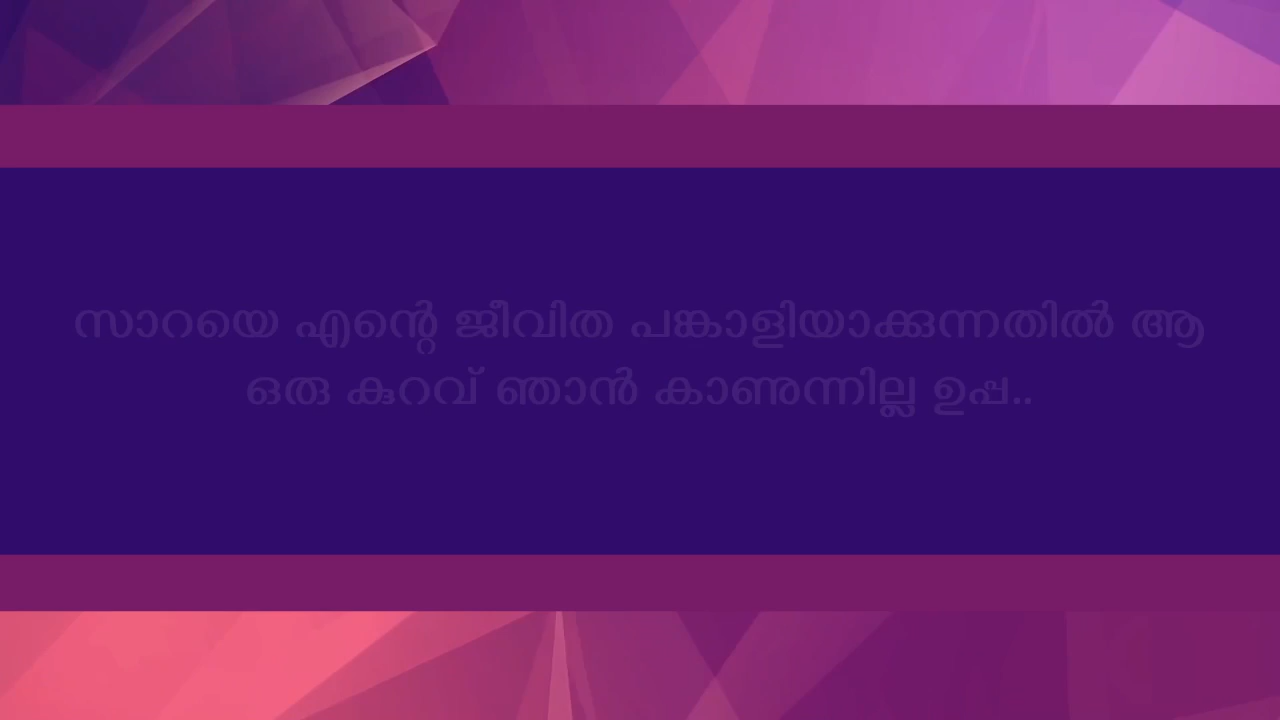 സാറയെ എന്റെ ജീവിത പങ്കാളിയാക്കുന്നതിൽ ആ
ഒരു കുറവ് ഞാൻ കാണുന്നില്ല ഉപ്പ..